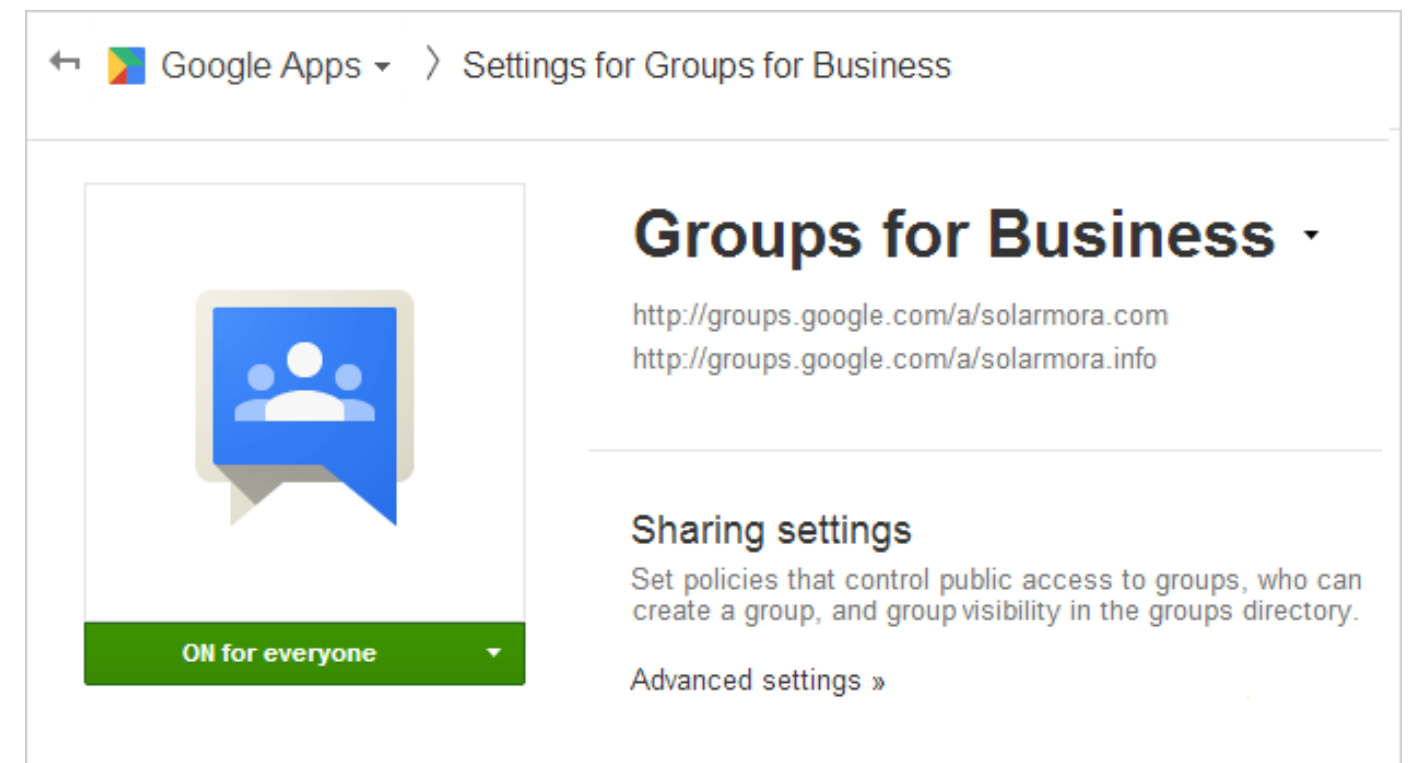 Google Apps 〉 Settings for Groups for Business
Groups for Business
http://groups.google.com/a/solarmora.com
http://groups.google.com/a/solarmora.info
Sharing settings
Set policies that control public access to groups, who can
create a group, and group visibility in the groups directory.
ON for everyone
Advanced settings »